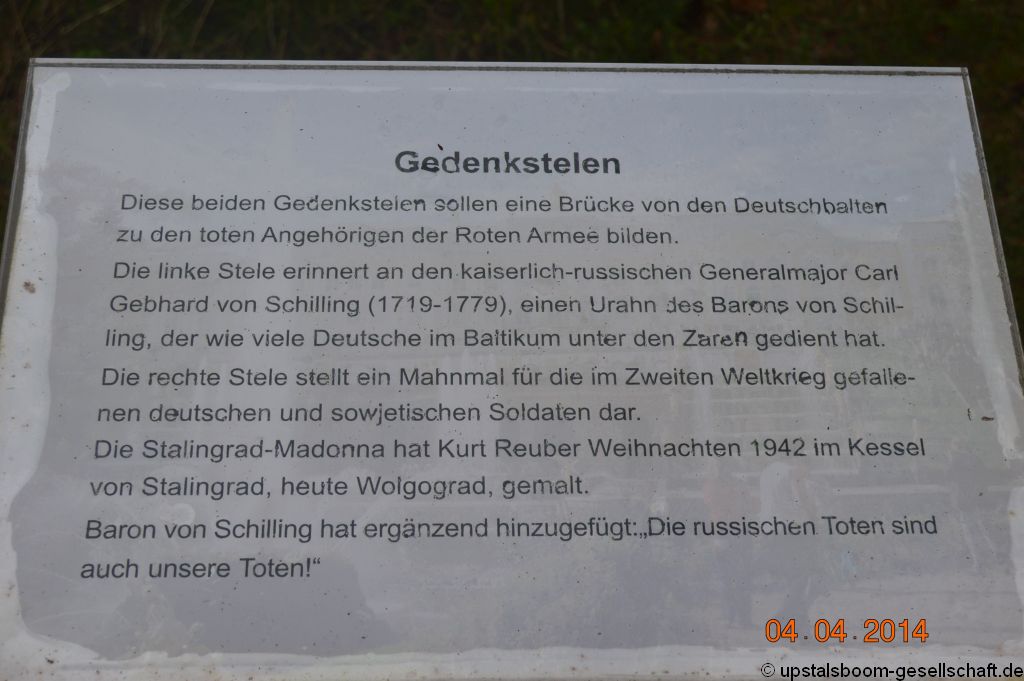 Gedenkstelen
Diese beiden Gedenkstelen sollen eine Brücke von den Deutschbalten
zu den toten Angehörigen der Roten Armee bilden.
Die linke Stele erinnert an den kaiserlich-russischen Generalmajor Carl
Gebhard von Schilling (1719-1779), einen Urahn des Barons von Schil-
ling, der wie viele Deutsche im Baltikum unter den Zaren gedient hat.
Die rechte Stele stellt ein Mahnmal für die im Zweiten Weltkrieg gefalle-
nen deutschen und sowjetischen Soldaten dar.
Die Stalingrad-Madonna hat Kurt Reuber Weihnachten 1942 im Kessel
von Stalingrad, heute Wolgograd, gemalt.
Baron von Schilling hat ergänzend hinzugefügt:„Die russischen Toten sind
auch unsere Toten!“
04.04.2014
© upstalsboom-gesellschaft.de